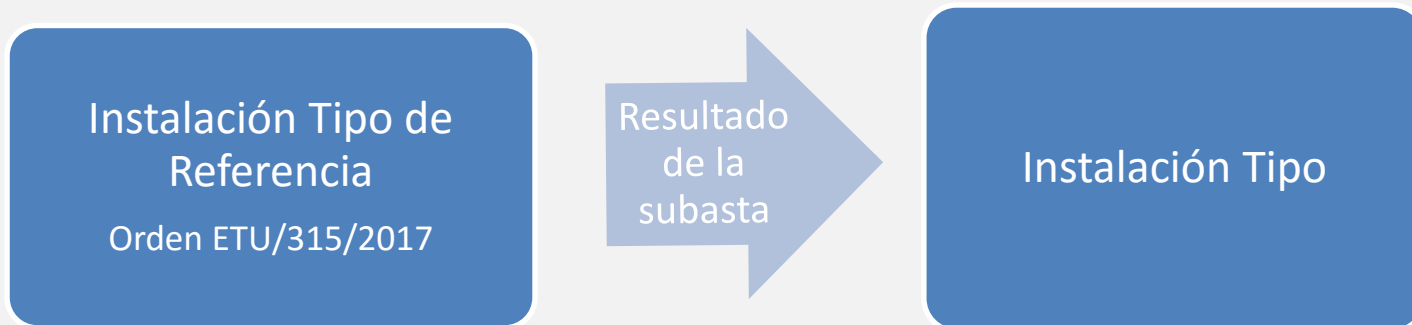 Instalación Tipo de
Referencia
Orden ETU/315/2017
Resultado
de la
subasta
Instalación Tipo